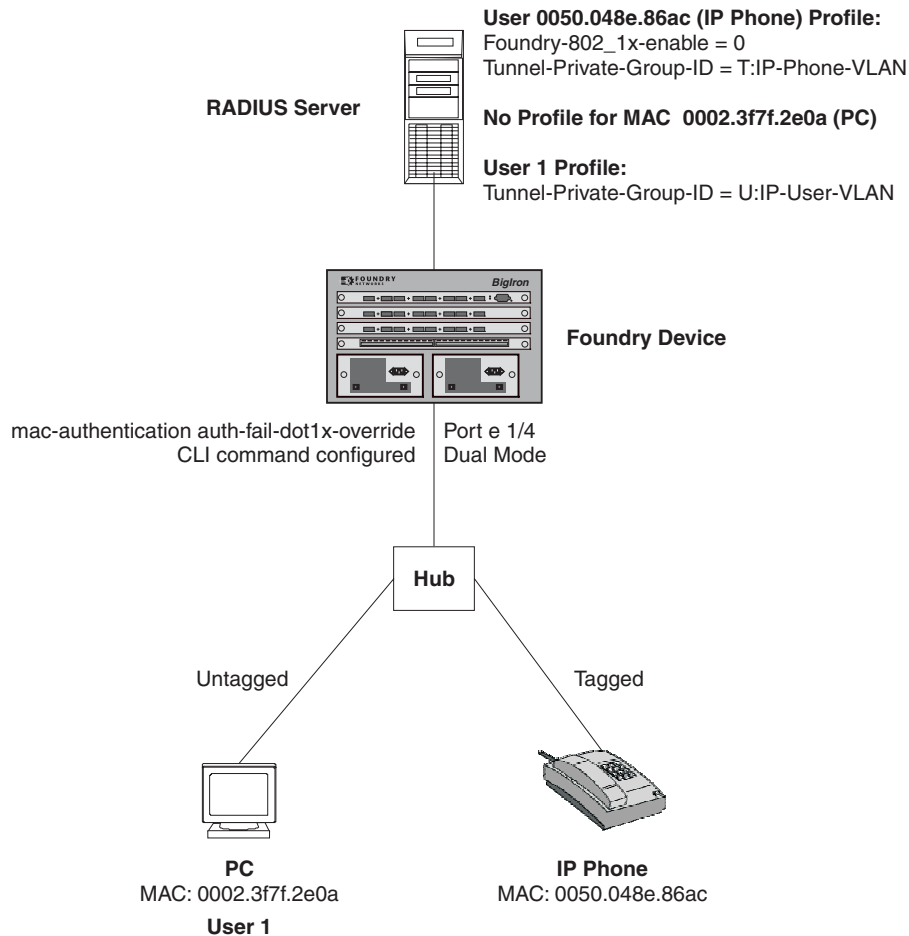 User 0050.048e.86ac (IP Phone) Profile:
Foundry-802_1x-enable = 0
Tunnel-Private-Group-ID = T:IP-Phone-VLAN
RADIUS Server
No Profile for MAC 0002.3f7f.2e0a (PC)
User 1 Profile:
Tunnel-Private-Group-ID = U:IP-User-VLAN
FOUNDRY
NETWORKS
BigIron
Foundry Device
mac-authentication auth-fail-dot1x-override
CLI command configured
Port e 1/4
Dual Mode
Hub
Untagged
Tagged
PC
MAC: 0002.3f7f.2e0a
User 1
IP Phone
MAC: 0050.048e.86ac